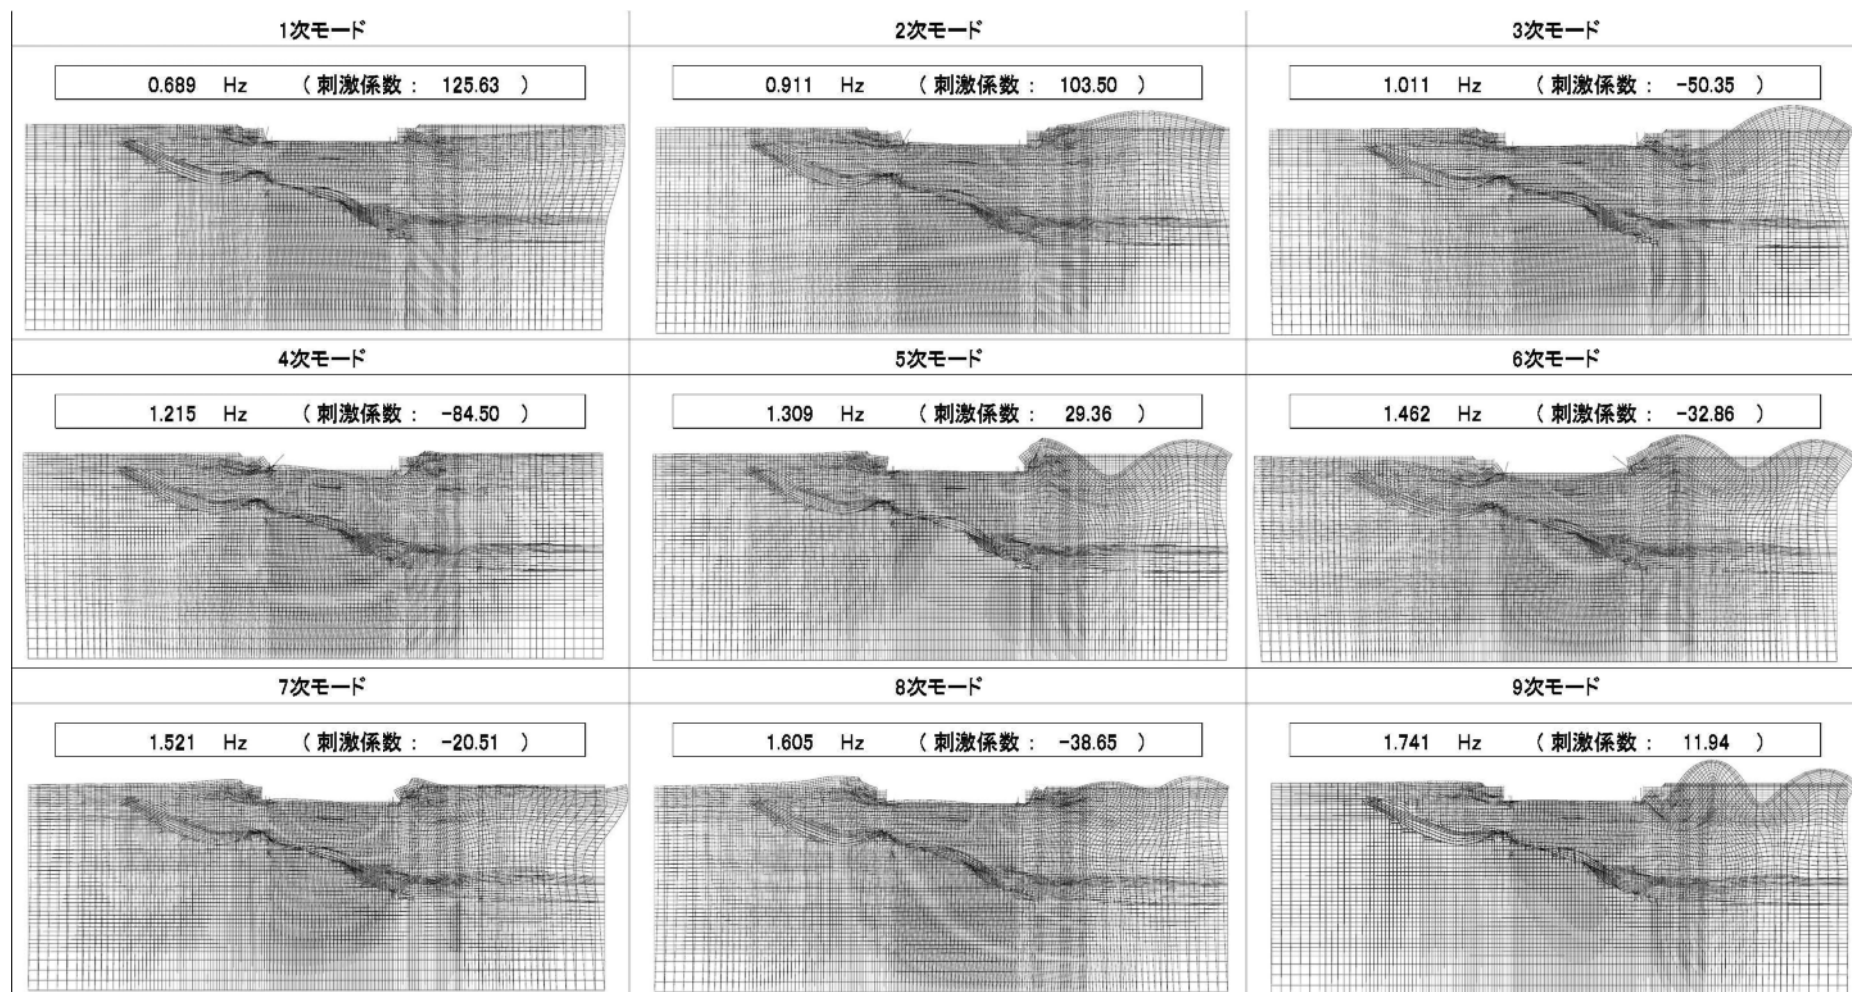 1次モード 2次モード 3次モード
0.689 Hz （ 刺激係数 : 125.63 ） 0.911 Hz （ 刺激係数 : 103.50 ） 1.011 Hz （ 刺激係数 : -50.35 ）
4次モード 5次モード 6次モード
1.215 Hz （ 刺激係数 : -84.50 ） 1.309 Hz （ 刺激係数 : 29.36 ） 1.462 Hz （ 刺激係数 : -32.86 ）
7次モード 8次モード 9次モード
1.521 Hz （ 刺激係数 : -20.51 ） 1.605 Hz （ 刺激係数 : -38.65 ） 1.741 Hz （ 刺激係数 : 11.94 ）